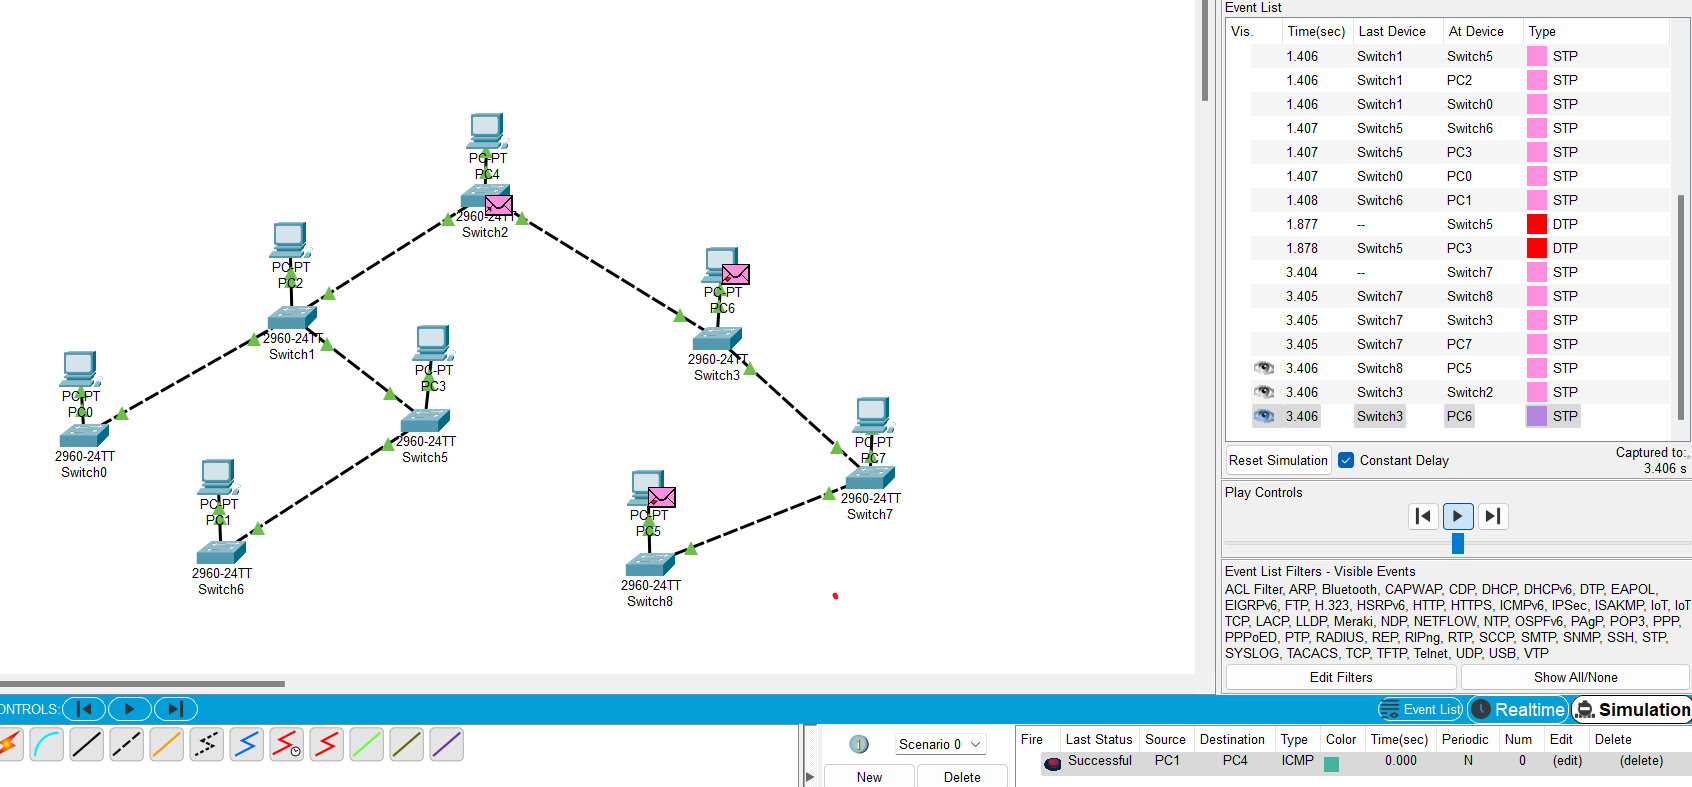 Event List
Vis. Time(sec) Last Device At Device Type
1.406 Switch1 Switch5 STP
1.406 Switch1 PC2 STP
1.406 Switch1 Switch0 STP
1.407 Switch5 Switch6 STP
1.407 Switch5 PC3 STP
1.407 Switch0 PC0 STP
1.408 Switch6 PC1 STP
1.877 -- Switch5 DTP
1.878 Switch5 PC3 DTP
3.404 -- Switch7 STP
3.405 Switch7 Switch8 STP
3.405 Switch7 Switch3 STP
3.405 Switch7 PC7 STP
3.406 Switch8 PC5 STP
3.406 Switch3 Switch2 STP
3.406 Switch3 PC6 STP
Reset Simulation Constant Delay
Captured to:
3.406 s
Play Controls
Event List Filters - Visible Events
ACL Filter, ARP, Bluetooth, CAPWAP, CDP, DHCP, DHCPv6, DTP, EAPOL,
EIGRPv6, FTP, H.323, HSRPv6, HTTP, HTTPS, ICMPv6, IPSec, ISAKMP, IoT, IoT
TCP, LACP, LLDP, Meraki, NDP, NETFLOW, NTP, OSPFv6, PAgP, POP3, PPP,
PPPoED, PTP, RADIUS, REP, RIPng, RTP, SCCP, SMTP, SNMP, SSH, STP,
SYSLOG, TACACS, TCP, TFTP, Telnet, UDP, USB, VTP
Edit Filters Show All/None
PC-PT
PC4
2960-24TT
Switch2
PC-PT
PC2
2960-24TT
Switch1
PC-PT
PC6
2960-24TT
Switch3
PC-PT
PC3
2960-24TT
Switch5
PC-PT
PC0
2960-24TT
Switch0
PC-PT
PC7
2960-24TT
Switch7
PC-PT
PC1
2960-24TT
Switch6
PC-PT
PC5
2960-24TT
Switch8
ONTROLS:
Event List Realtime Simulation
Scenario 0
New Delete
Fire Last Status Source Destination Type Color Time(sec) Periodic Num Edit Delete
Successful PC1 PC4 ICMP 0.000 N 0 (edit) (delete)